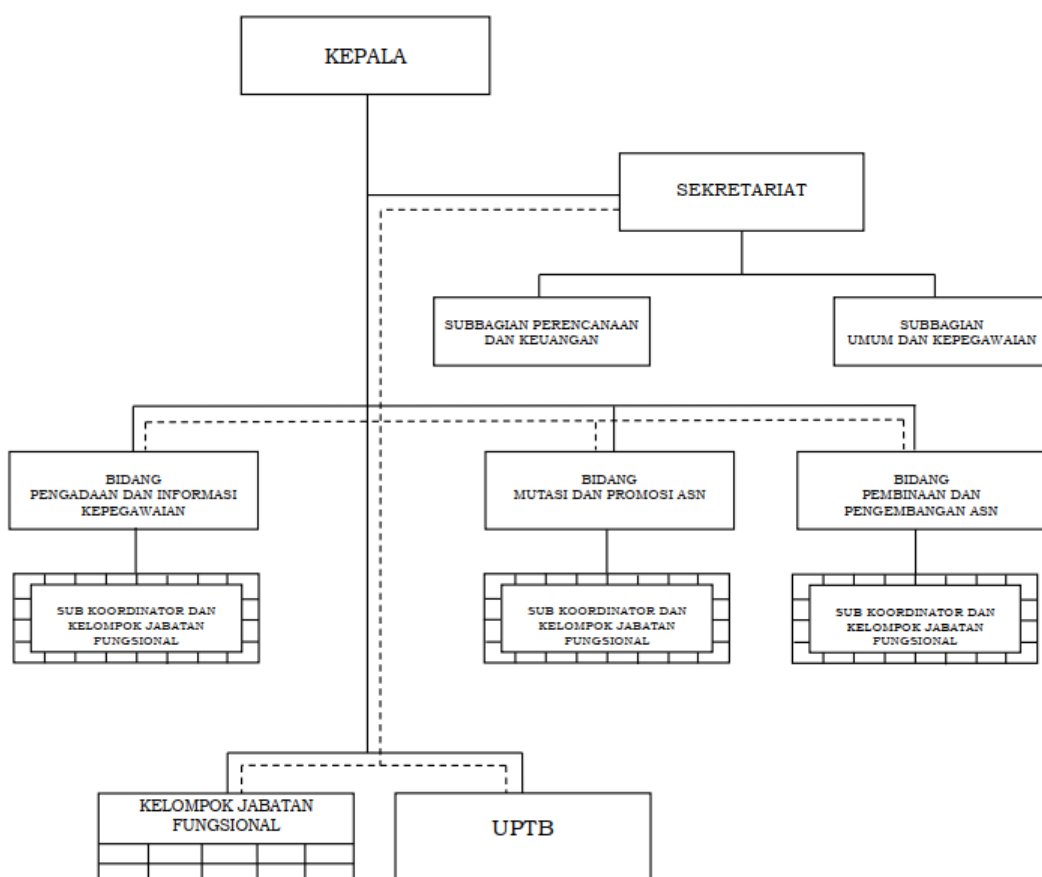 KEPALA
SEKRETARIAT
SUBBAGIAN PERENCANAAN
DAN KEUANGAN
SUBBAGIAN
UMUM DAN KEPEGAWAIAN
BIDANG
PENGADAAN DAN INFORMASI
KEPEGAWAIAN
BIDANG
MUTASI DAN PROMOSI ASN
BIDANG
PEMBINAAN DAN
PENGEMBANGAN ASN
SUB KOORDINATOR DAN
KELOMPOK JABATAN
FUNGSIONAL
SUB KOORDINATOR DAN
KELOMPOK JABATAN
FUNGSIONAL
SUB KOORDINATOR DAN
KELOMPOK JABATAN
FUNGSIONAL
KELOMPOK JABATAN
FUNGSIONAL
UPTB